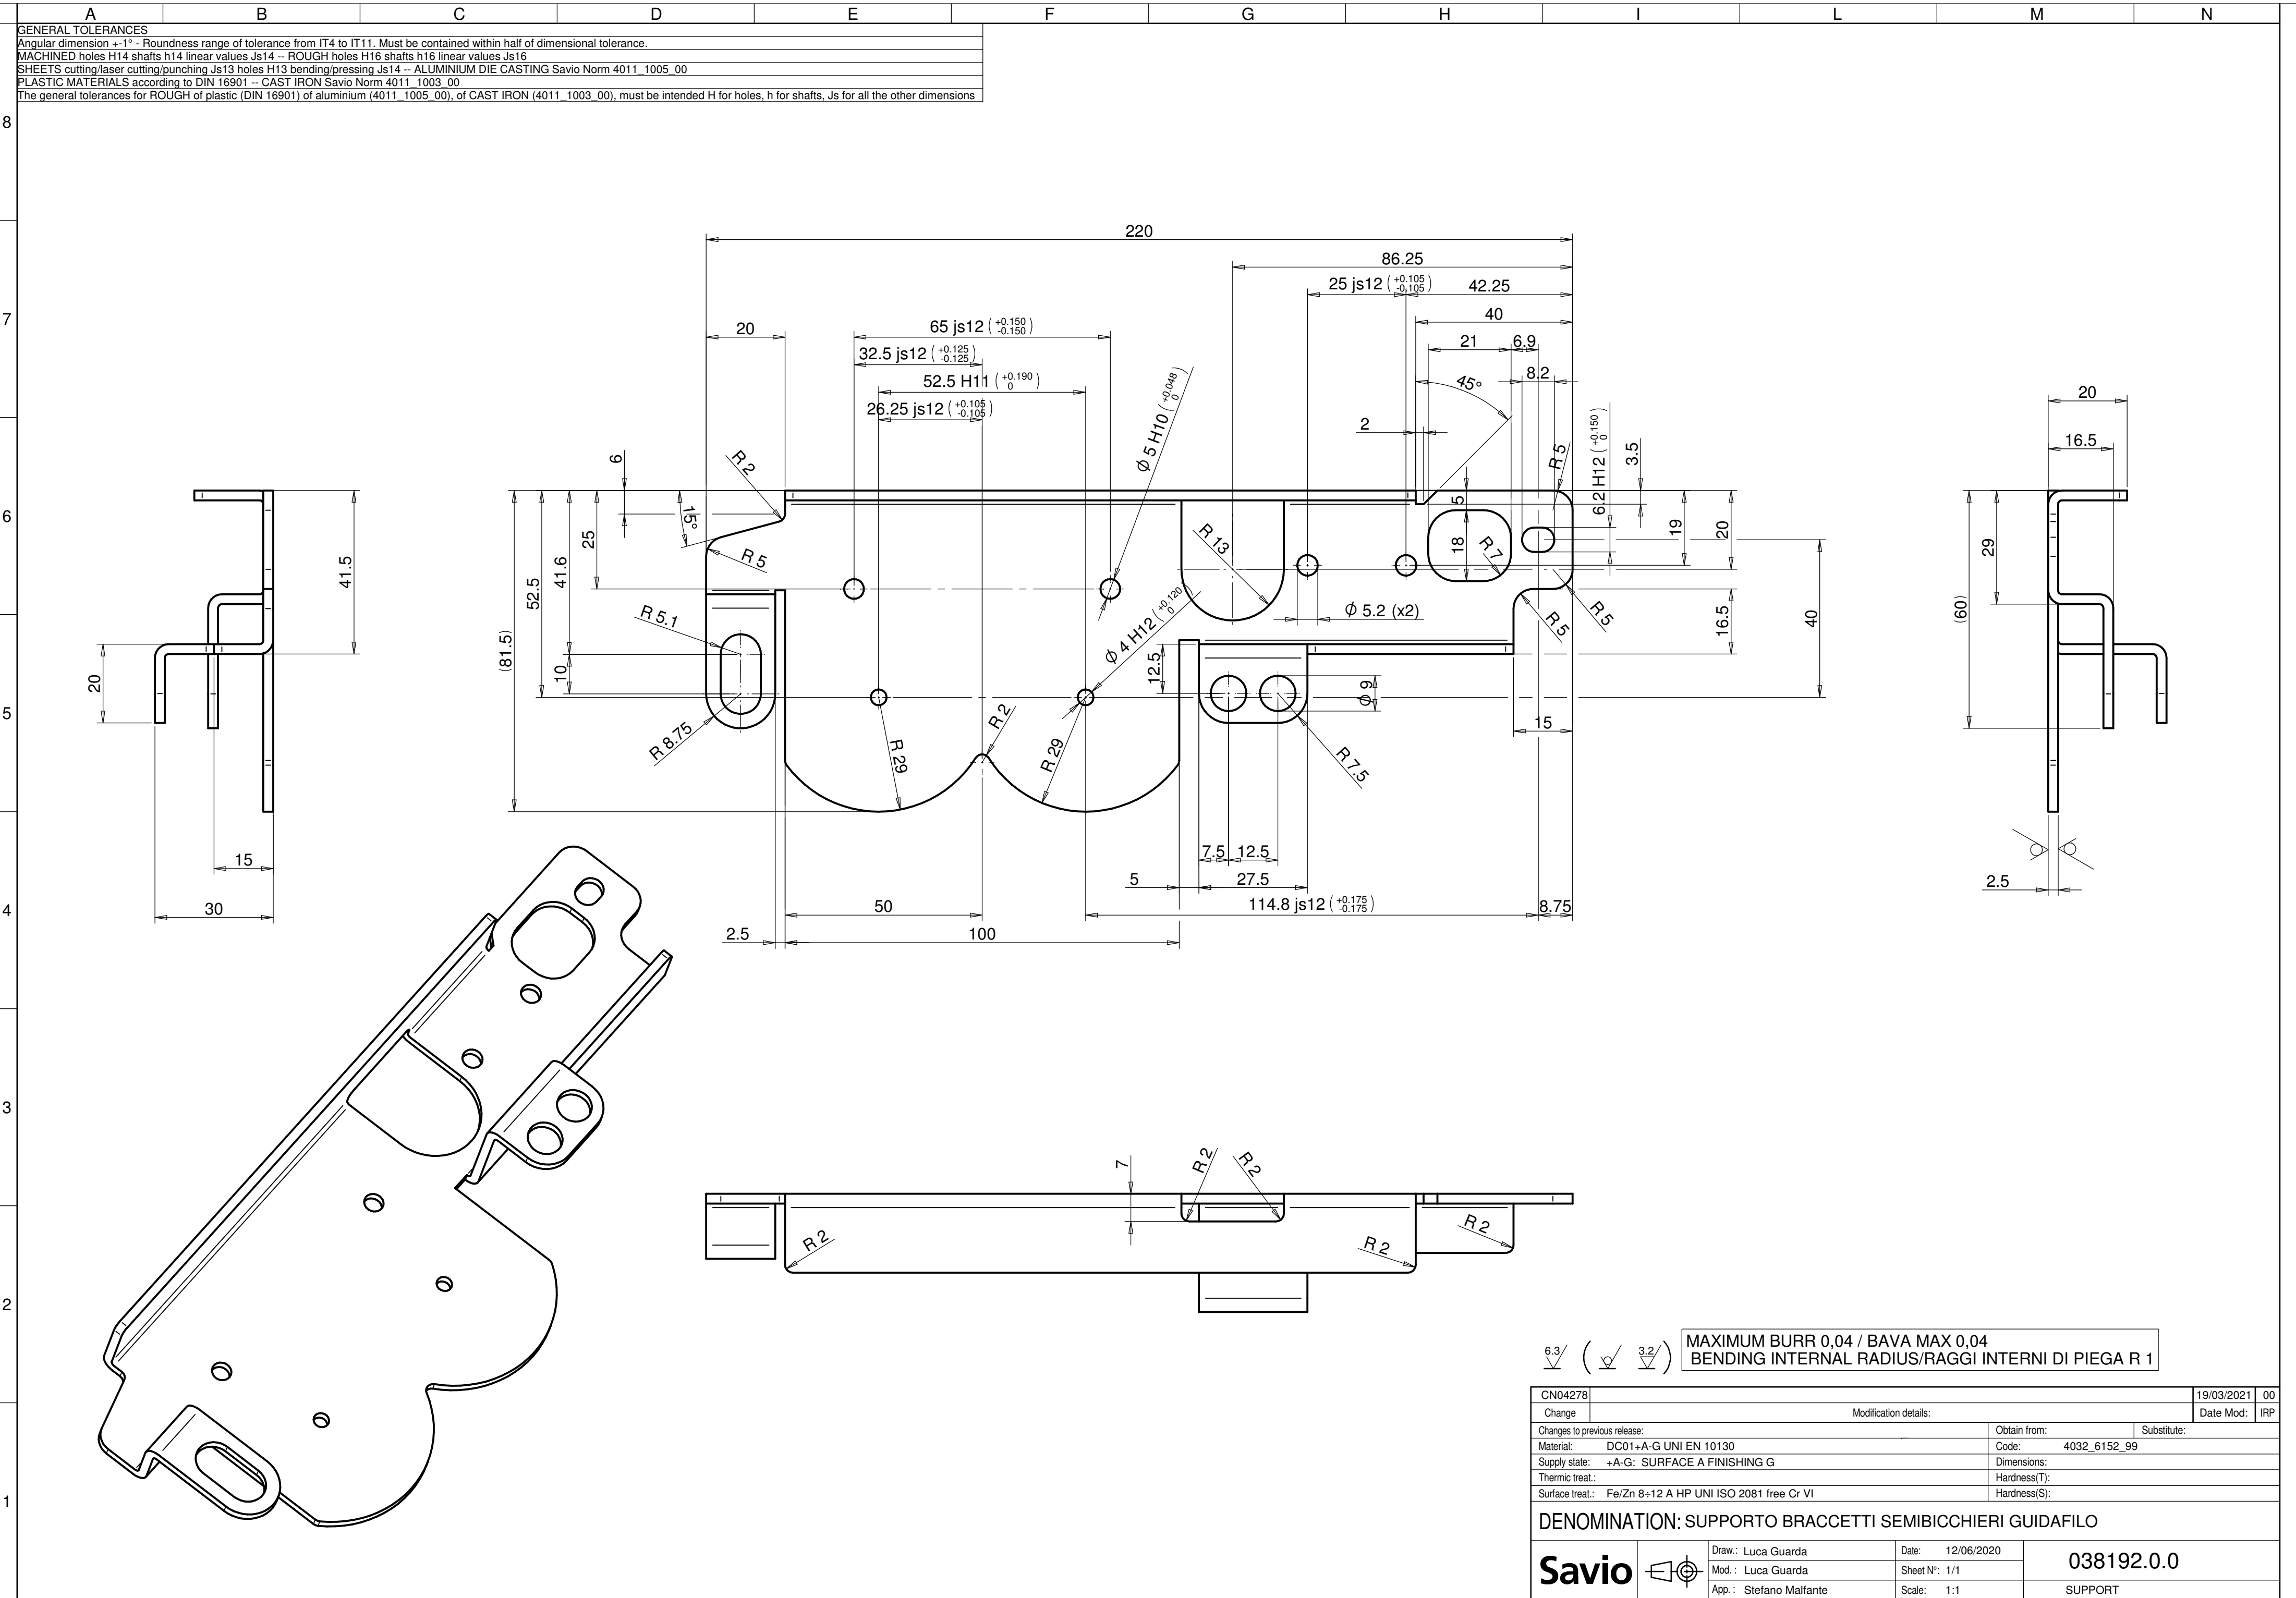 A B C D E F G H I L M N
GENERAL TOLERANCES
Angular dimension +-1° - Roundness range of tolerance from IT4 to IT11. Must be contained within half of dimensional tolerance.
MACHINED holes H14 shafts h14 linear values Js14 -- ROUGH holes H16 shafts h16 linear values Js16
SHEETS cutting/laser cutting/punching Js13 holes H13 bending/pressing Js14 -- ALUMINIUM DIE CASTING Savio Norm 4011_1005_00
PLASTIC MATERIALS according to DIN 16901 -- CAST IRON Savio Norm 4011_1003_00
The general tolerances for ROUGH of plastic (DIN 16901) of aluminium (4011_1005_00), of CAST IRON (4011_1003_00), must be intended H for holes, h for shafts, Js for all the other dimensions
8
7
6
5
4
3
2
1
220
86.25
25 js12 ( +0.105 -0.105 )
42.25
40
20
65 js12 ( +0.150 -0.150 )
32.5 js12 ( +0.125 -0.125 )
52.5 H11 ( +0.190 0 )
26.25 js12 ( +0.105 -0.105 )
21
6.9
8.2
45°
2
Φ 5 H10 ( +0.048 0 )
6.2 H12 ( +0.150 0 )
R 5
3.5
6
R 2
15°
R 5
25
41.6
52.5
(81.5)
10
R 5.1
R 8.75
R 29
R 29
R 2
Φ 4 H12 ( +0.120 0 )
R 13
5
18
R 7
Φ 5.2 (x2)
R 5
R 5
19
20
16.5
40
12.5
Φ 9
15
R 7.5
7.5
12.5
5
27.5
50
114.8 js12 ( +0.175 -0.175 )
8.75
2.5
100
41.5
20
15
30
20
16.5
29
(60)
2.5
7
R 2
R 2
R 2
R 2
R 2
6.3
3.2
MAXIMUM BURR 0,04 / BAVA MAX 0,04
BENDING INTERNAL RADIUS/RAGGI INTERNI DI PIEGA R 1
CN04278 19/03/2021 00
Change Modification details: Date Mod: IRP
Changes to previous release: Obtain from: Substitute:
Material: DC01+A-G UNI EN 10130 Code: 4032_6152_99
Supply state: +A-G: SURFACE A FINISHING G Dimensions:
Thermic treat.: Hardness(T):
Surface treat.: Fe/Zn 8÷12 A HP UNI ISO 2081 free Cr VI Hardness(S):
DENOMINATION: SUPPORTO BRACCETTI SEMIBICCHIERI GUIDAFILO
Savio
Draw.: Luca Guarda Date: 12/06/2020
Mod. : Luca Guarda Sheet N°: 1/1
App. : Stefano Malfante Scale: 1:1
038192.0.0
SUPPORT